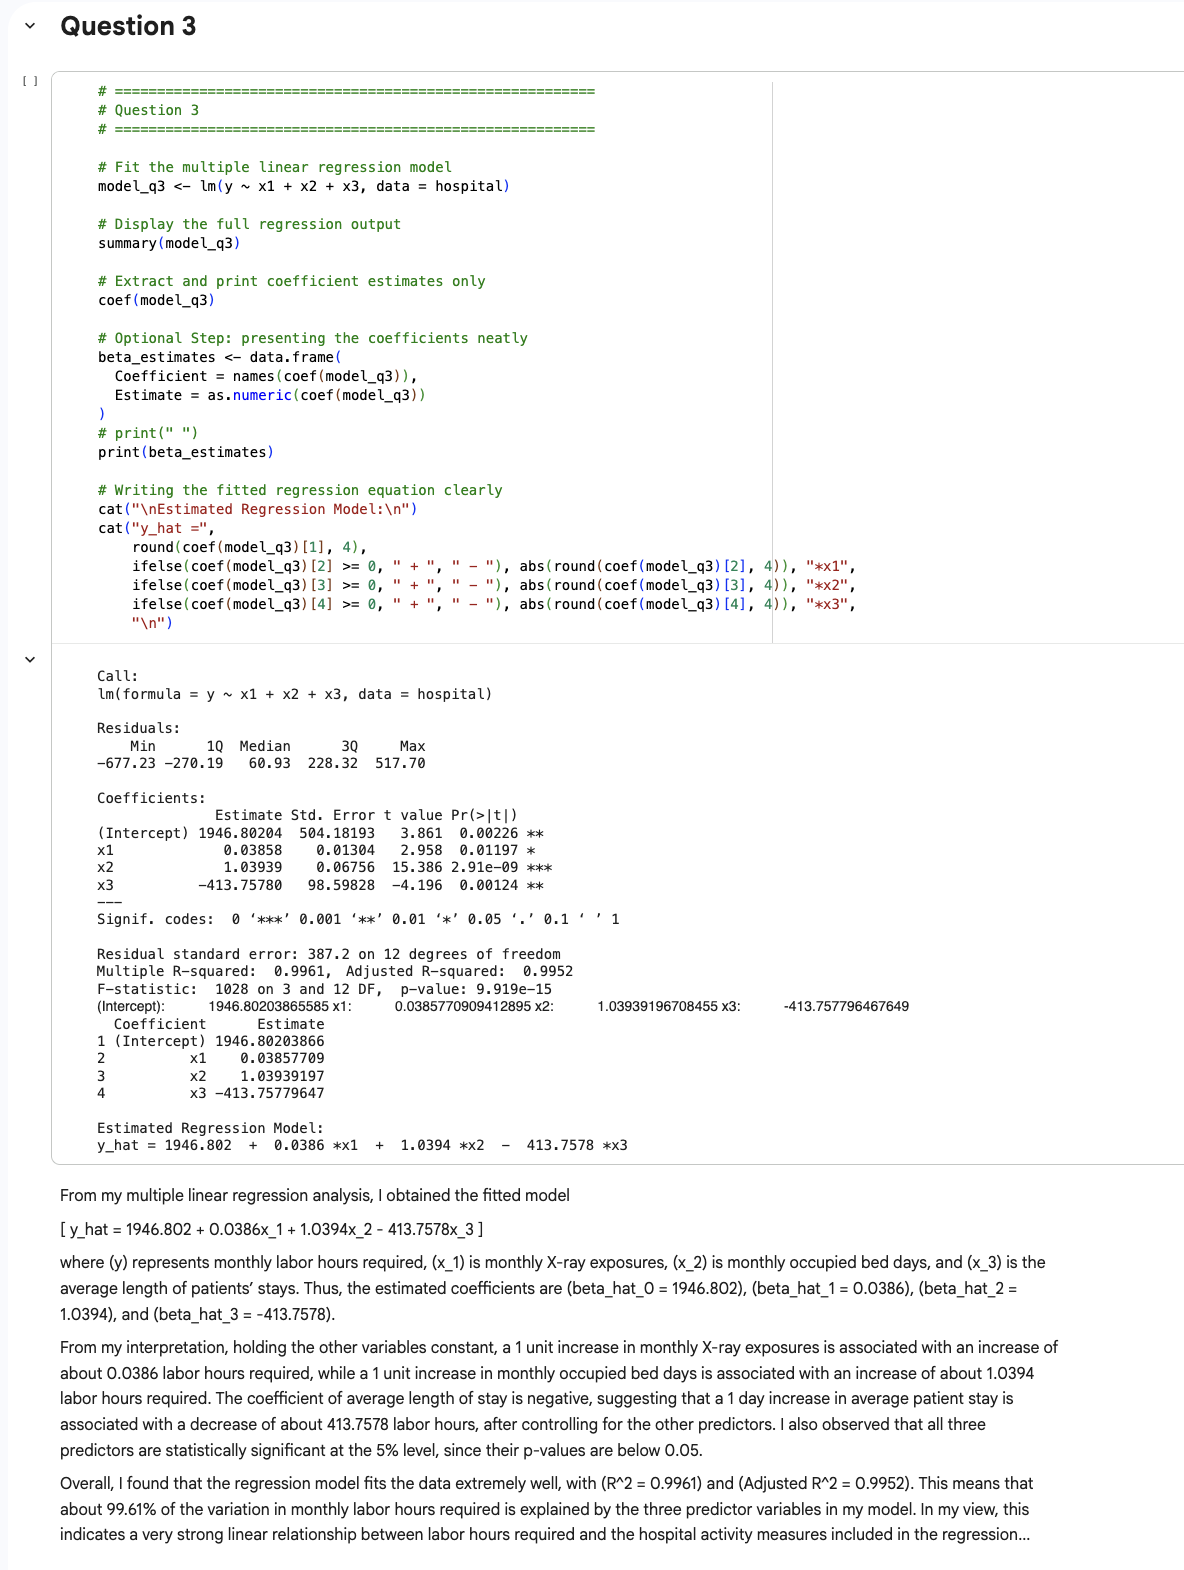 Question 3
[ ]
# =========================================================
# Question 3
# =========================================================
# Fit the multiple linear regression model
model_q3 <- lm(y ~ x1 + x2 + x3, data = hospital)
# Display the full regression output
summary(model_q3)
# Extract and print coefficient estimates only
coef(model_q3)
# Optional Step: presenting the coefficients neatly
beta_estimates <- data.frame(
  Coefficient = names(coef(model_q3)),
  Estimate = as.numeric(coef(model_q3))
)
# print(" ")
print(beta_estimates)
# Writing the fitted regression equation clearly
cat("\nEstimated Regression Model:\n")
cat("y_hat =",
    round(coef(model_q3)[1], 4),
    ifelse(coef(model_q3)[2] >= 0, " + ", " - "), abs(round(coef(model_q3)[2], 4)), "*x1",
    ifelse(coef(model_q3)[3] >= 0, " + ", " - "), abs(round(coef(model_q3)[3], 4)), "*x2",
    ifelse(coef(model_q3)[4] >= 0, " + ", " - "), abs(round(coef(model_q3)[4], 4)), "*x3",
    "\n")
Call:
lm(formula = y ~ x1 + x2 + x3, data = hospital)
Residuals:
    Min      1Q  Median      3Q     Max
-677.23 -270.19   60.93  228.32  517.70
Coefficients:
              Estimate Std. Error t value Pr(>|t|)
(Intercept) 1946.80204  504.18193   3.861  0.00226 **
x1             0.03858    0.01304   2.958  0.01197 *
x2             1.03939    0.06756  15.386 2.91e-09 ***
x3          -413.75780   98.59828  -4.196  0.00124 **
---
Signif. codes:  0 ‘***’ 0.001 ‘**’ 0.01 ‘*’ 0.05 ‘.’ 0.1 ‘ ’ 1
Residual standard error: 387.2 on 12 degrees of freedom
Multiple R-squared:  0.9961, Adjusted R-squared:  0.9952
F-statistic:  1028 on 3 and 12 DF,  p-value: 9.919e-15
(Intercept): 1946.80203865585 x1: 0.0385770909412895 x2: 1.03939196708455 x3: -413.757796467649
  Coefficient      Estimate
1 (Intercept) 1946.80203866
2          x1    0.03857709
3          x2    1.03939197
4          x3 -413.75779647
Estimated Regression Model:
y_hat = 1946.802  +  0.0386 *x1  +  1.0394 *x2  -  413.7578 *x3
From my multiple linear regression analysis, I obtained the fitted model
[ y_hat = 1946.802 + 0.0386x_1 + 1.0394x_2 - 413.7578x_3 ]
where (y) represents monthly labor hours required, (x_1) is monthly X-ray exposures, (x_2) is monthly occupied bed days, and (x_3) is the
average length of patients’ stays. Thus, the estimated coefficients are (beta_hat_0 = 1946.802), (beta_hat_1 = 0.0386), (beta_hat_2 =
1.0394), and (beta_hat_3 = -413.7578).
From my interpretation, holding the other variables constant, a 1 unit increase in monthly X-ray exposures is associated with an increase of
about 0.0386 labor hours required, while a 1 unit increase in monthly occupied bed days is associated with an increase of about 1.0394
labor hours required. The coefficient of average length of stay is negative, suggesting that a 1 day increase in average patient stay is
associated with a decrease of about 413.7578 labor hours, after controlling for the other predictors. I also observed that all three
predictors are statistically significant at the 5% level, since their p-values are below 0.05.
Overall, I found that the regression model fits the data extremely well, with (R^2 = 0.9961) and (Adjusted R^2 = 0.9952). This means that
about 99.61% of the variation in monthly labor hours required is explained by the three predictor variables in my model. In my view, this
indicates a very strong linear relationship between labor hours required and the hospital activity measures included in the regression...